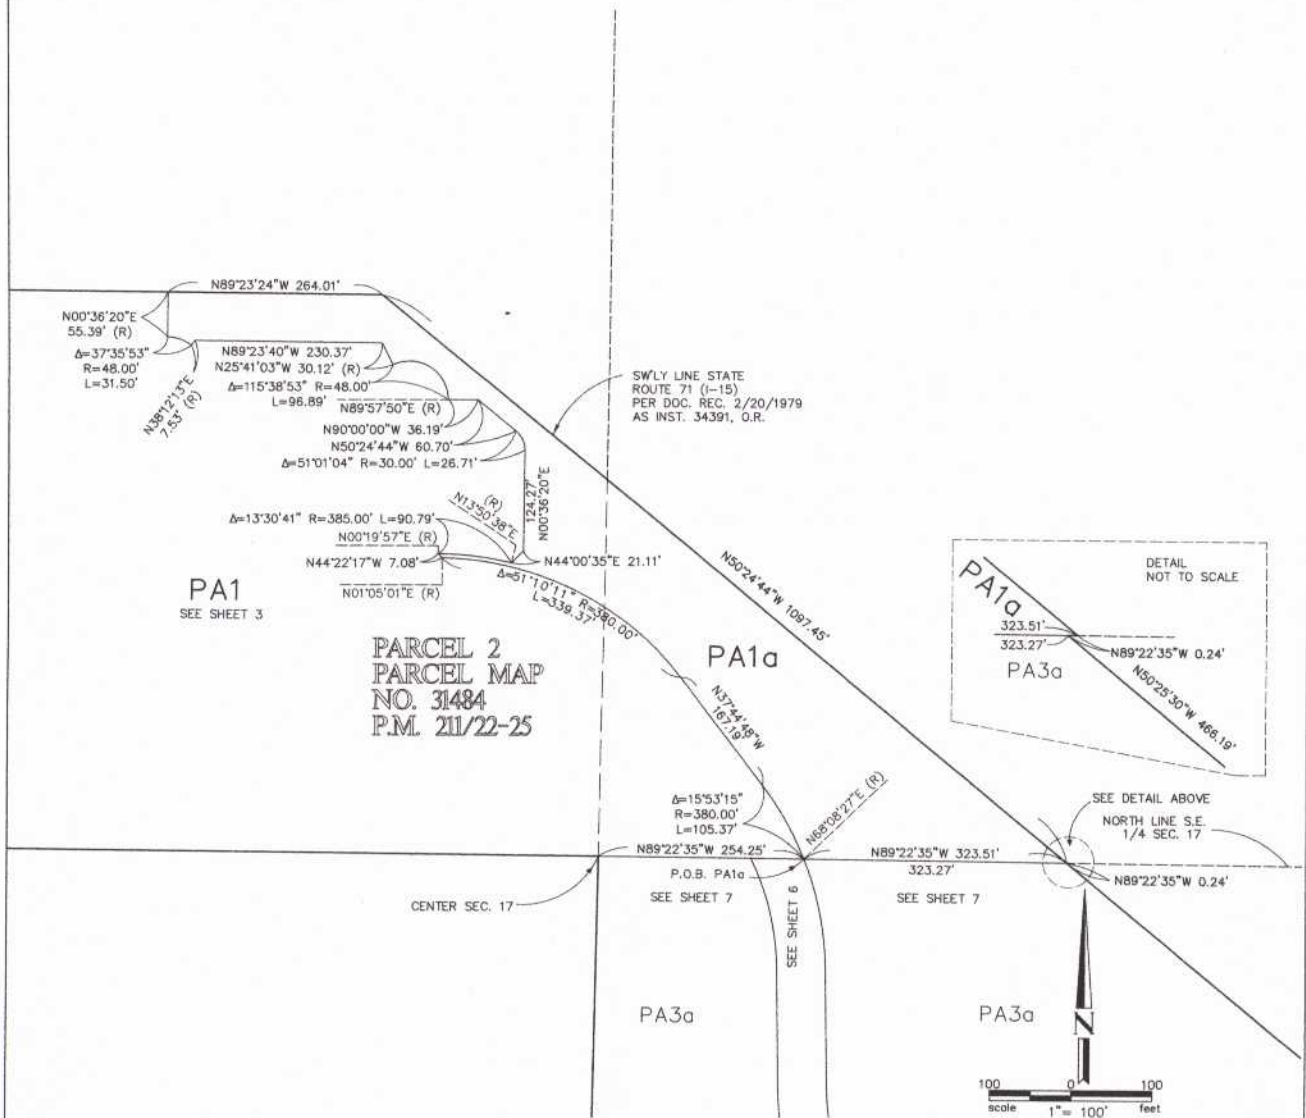 N89°23'24"W 264.01'
N00°36'20"E
55.39' (R)
Δ=37°35'53"
R=48.00'
L=31.50'
N38°12'13"E
7.53' (R)
N89°23'40"W 230.37'
N25°41'03"W 30.12' (R)
Δ=115°38'53" R=48.00'
L=96.89'
N89°57'50"E (R)
N90°00'00"W 36.19'
N50°24'44"W 60.70'
Δ=51°01'04" R=30.00' L=26.71'
SW'LY LINE STATE
ROUTE 71 (I-15)
PER DOC. REC. 2/20/1979
AS INST. 34391, O.R.
124.27'
N00°36'20"E
(R)
N13°50'38"E
Δ=13°30'41" R=385.00' L=90.79'
N00°19'57"E (R)
N44°22'17"W 7.08'
N44°00'35"E 21.11'
N01°05'01"E (R)
Δ=51°10'11" R=380.00'
L=339.37'
PA1
SEE SHEET 3
PARCEL 2
PARCEL MAP
NO. 31484
P.M. 211/22-25
PA1a
N50°24'44"W 1097.45'
N37°44'48"W
167.19'
DETAIL
NOT TO SCALE
PA1a
323.51'
323.27'
N89°22'35"W 0.24'
PA3a
N50°25'30"W 466.19'
Δ=15°53'15"
R=380.00'
L=105.37'
N68°08'27"E (R)
SEE DETAIL ABOVE
NORTH LINE S.E.
1/4 SEC. 17
N89°22'35"W 254.25'
N89°22'35"W 323.51'
323.27'
N89°22'35"W 0.24'
P.O.B. PA1a
CENTER SEC. 17
SEE SHEET 7
SEE SHEET 6
SEE SHEET 7
PA3a
PA3a
N
100 0 100
scale 1"= 100' feet